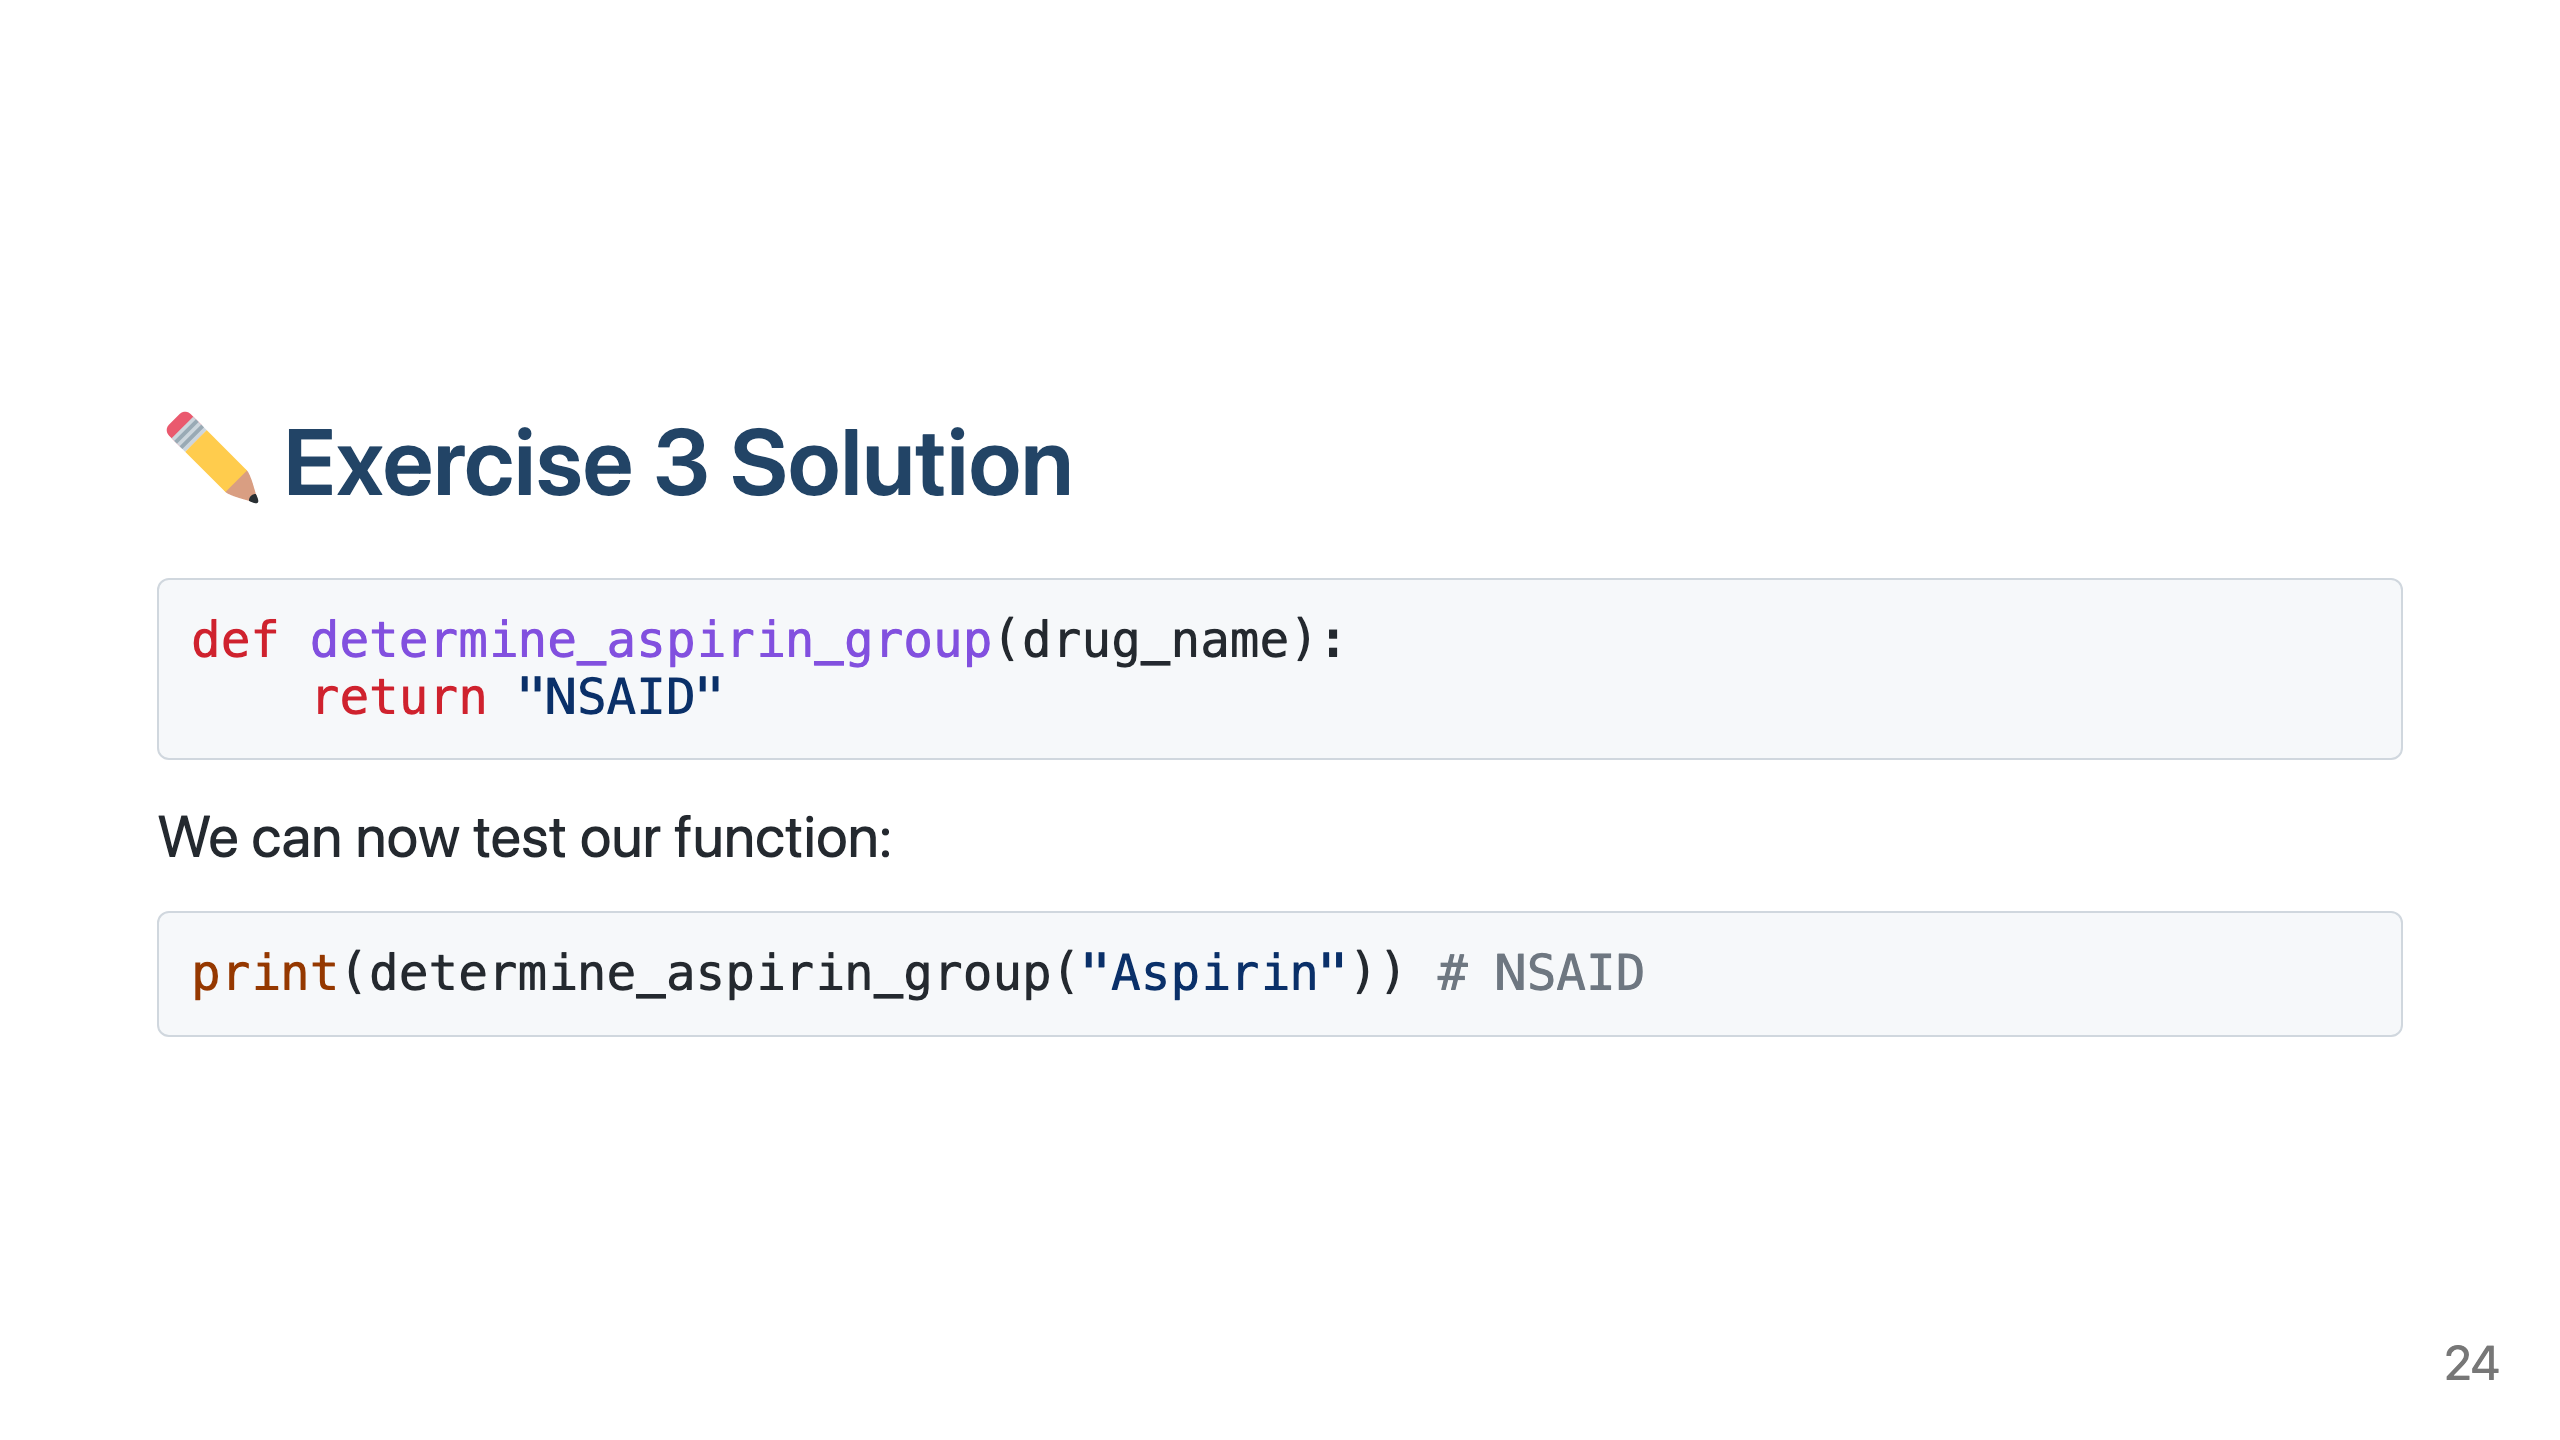 ✏️ Exercise 3 Solution
def determine_aspirin_group(drug_name):
    return "NSAID"
We can now test our function:
print(determine_aspirin_group("Aspirin")) # NSAID
24